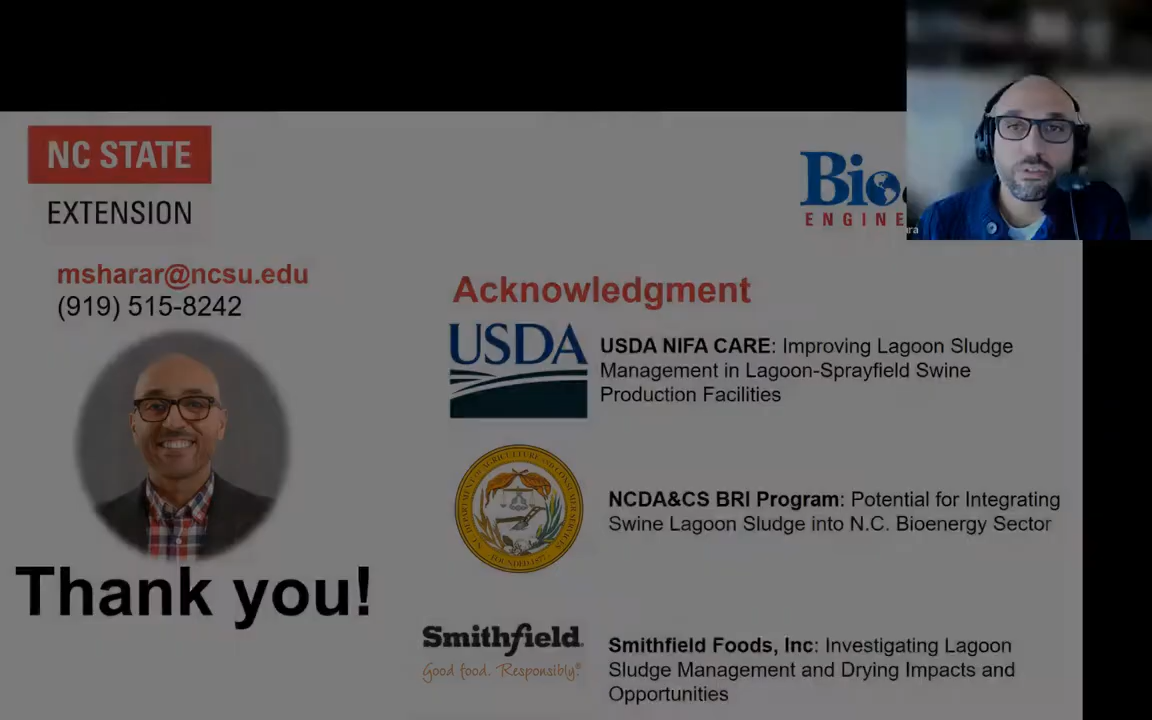 NC STATE
EXTENSION
Bio
ENGINE
msharar@ncsu.edu
(919) 515-8242
Thank you!
Acknowledgment
USDA
USDA NIFA CARE: Improving Lagoon Sludge
Management in Lagoon-Sprayfield Swine
Production Facilities
NCDA&CS BRI Program: Potential for Integrating
Swine Lagoon Sludge into N.C. Bioenergy Sector
Smithfield
Good food. Responsibly.®
Smithfield Foods, Inc: Investigating Lagoon
Sludge Management and Drying Impacts and
Opportunities